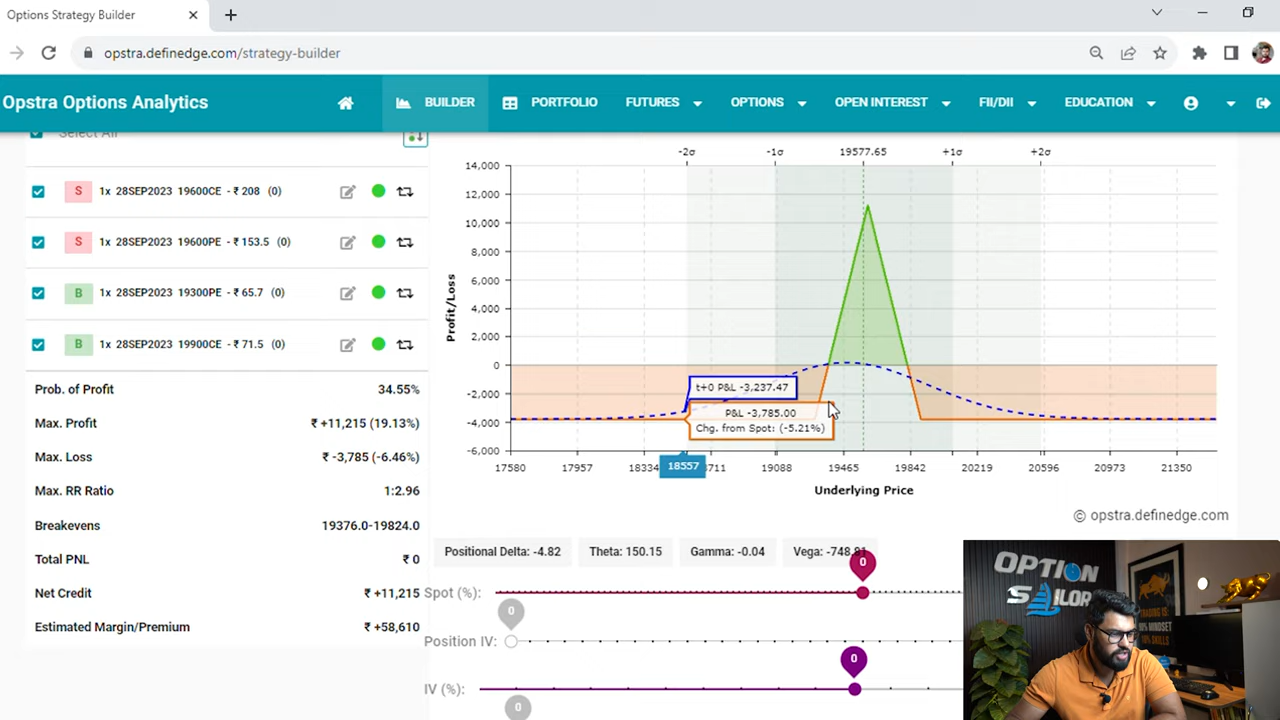 Options Strategy Builder
opstra.definedge.com/strategy-builder
Opstra Options Analytics
BUILDER
PORTFOLIO
FUTURES
OPTIONS
OPEN INTEREST
FII/DII
EDUCATION
Select All
S 1x 28SEP2023 19600CE - ₹ 208 (0)
S 1x 28SEP2023 19600PE - ₹ 153.5 (0)
B 1x 28SEP2023 19300PE - ₹ 65.7 (0)
B 1x 28SEP2023 19900CE - ₹ 71.5 (0)
Prob. of Profit 34.55%
Max. Profit ₹ +11,215 (19.13%)
Max. Loss ₹ -3,785 (-6.46%)
Max. RR Ratio 1:2.96
Breakevens 19376.0-19824.0
Total PNL ₹ 0
Net Credit ₹ +11,215
Estimated Margin/Premium ₹ +58,610
-2σ -1σ 19577.65 +1σ +2σ
14,000
12,000
10,000
8,000
6,000
4,000
2,000
0
-2,000
-4,000
-6,000
Profit/Loss
t+0 P&L -3,237.47
P&L -3,785.00
Chg. from Spot: (-5.21%)
17580 17957 18334 18557 711 19088 19465 19842 20219 20596 20973 21350
Underlying Price
© opstra.definedge.com
Positional Delta: -4.82 Theta: 150.15 Gamma: -0.04 Vega: -748.81
0
Spot (%):
0
Position IV:
0
IV (%):
0
OPTION
SAILOR